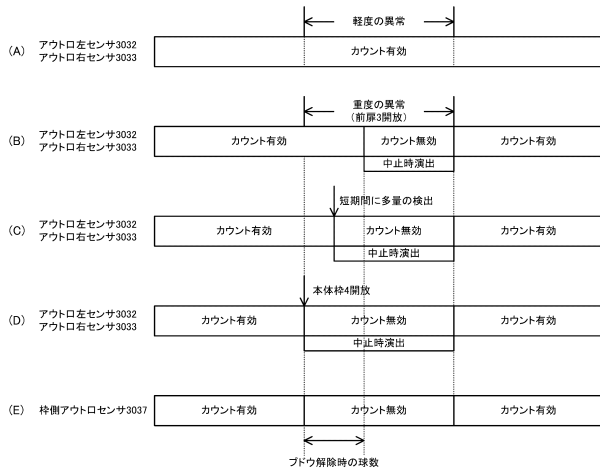 軽度の異常
(A) アウトロ左センサ3032
アウトロ右センサ3033
カウント有効
重度の異常
(前扉3開放)
(B) アウトロ左センサ3032
アウトロ右センサ3033
カウント有効 カウント無効 カウント有効
中止時演出
短期間に多量の検出
(C) アウトロ左センサ3032
アウトロ右センサ3033
カウント有効 カウント無効 カウント有効
中止時演出
本体枠4開放
(D) アウトロ左センサ3032
アウトロ右センサ3033
カウント有効 カウント無効 カウント有効
中止時演出
(E) 枠側アウトロセンサ3037
カウント有効 カウント無効 カウント有効
ブドウ解除時の球数